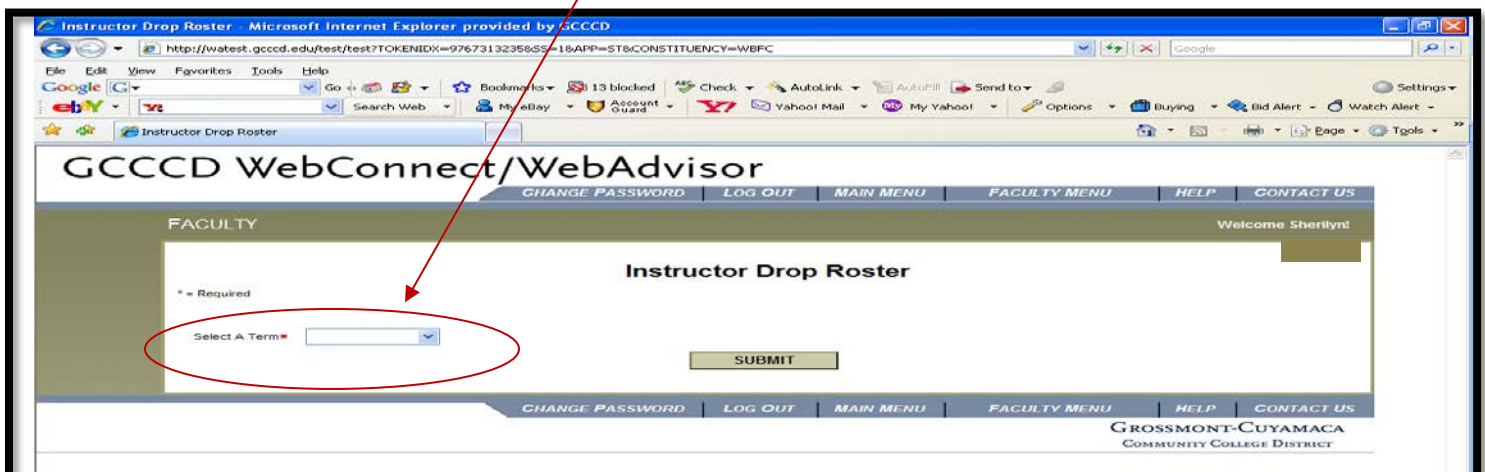 Instructor Drop Roster - Microsoft Internet Explorer provided by GCCCD
http://watest.gcccd.edu/test/test?TOKENIDX=9767313235&SS=1&APP=ST&CONSTITUENCY=WBFC Google
File Edit View Favorites Tools Help
Google G Go Bookmarks 13 blocked Check AutoLink AutoFill Send to Settings
ebY Search Web My eBay Account Guard Yahoo! Mail My Yahoo! Options Buying Bid Alert Watch Alert
Instructor Drop Roster Page Tools
GCCCD WebConnect/WebAdvisor
CHANGE PASSWORD LOG OUT MAIN MENU FACULTY MENU HELP CONTACT US
FACULTY Welcome Sherilyn!
Instructor Drop Roster
* = Required
Select A Term*
SUBMIT
CHANGE PASSWORD LOG OUT MAIN MENU FACULTY MENU HELP CONTACT US
GROSSMONT-CUYAMACA
COMMUNITY COLLEGE DISTRICT